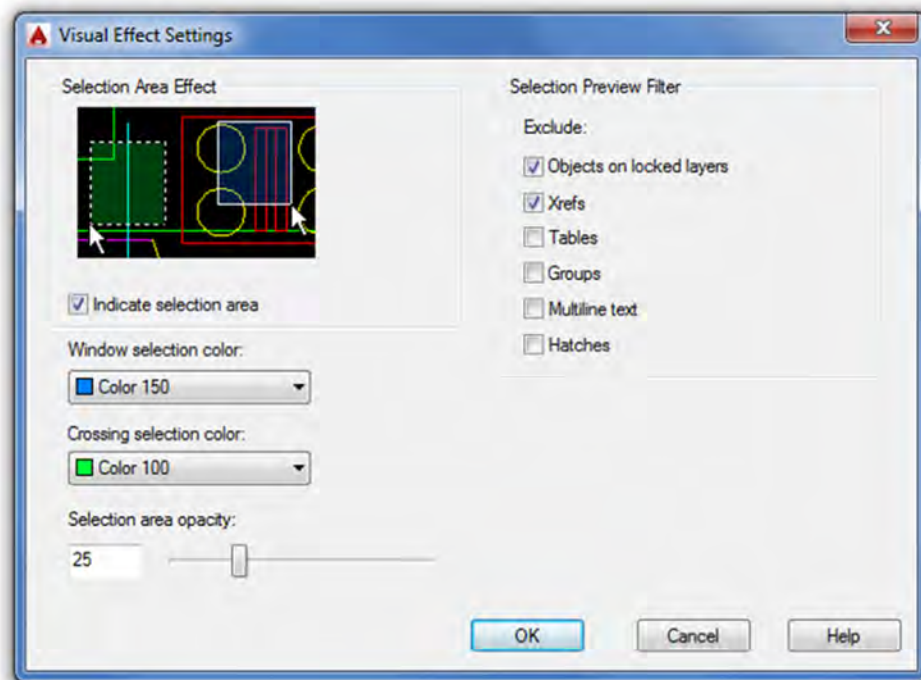 Visual Effect Settings
Selection Area Effect
Indicate selection area
Window selection color:
Color 150
Crossing selection color:
Color 100
Selection area opacity:
25
Selection Preview Filter
Exclude:
Objects on locked layers
Xrefs
Tables
Groups
Multiline text
Hatches
OK
Cancel
Help